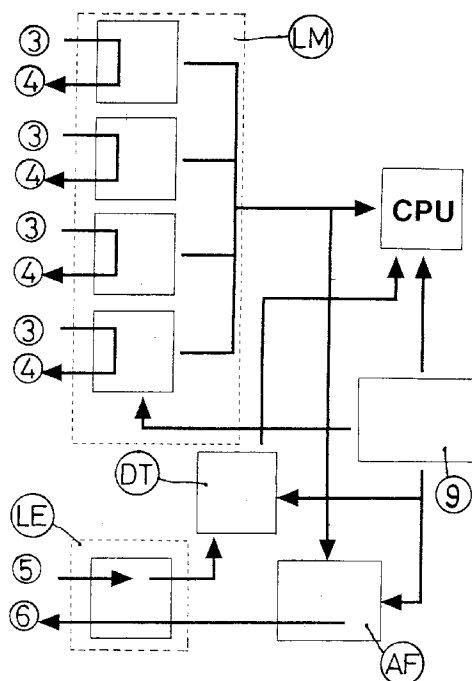 ③ LM
④
③
④
CPU
③
④
③
④
DT ⑨
LE
⑤
⑥
AF